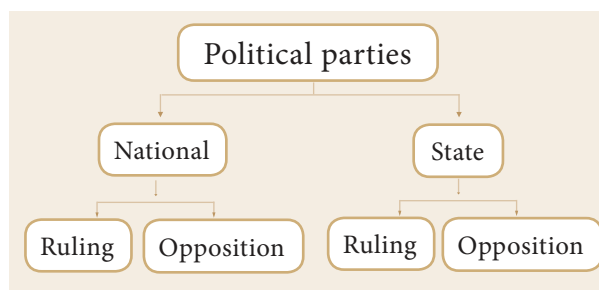 Political parties
National
State
Ruling
Opposition
Ruling
Opposition